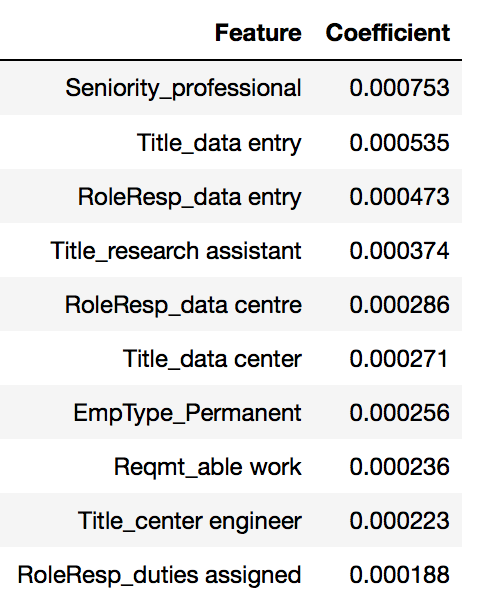 Feature Coefficient
Seniority_professional 0.000753
Title_data entry 0.000535
RoleResp_data entry 0.000473
Title_research assistant 0.000374
RoleResp_data centre 0.000286
Title_data center 0.000271
EmpType_Permanent 0.000256
Reqmt_able work 0.000236
Title_center engineer 0.000223
RoleResp_duties assigned 0.000188